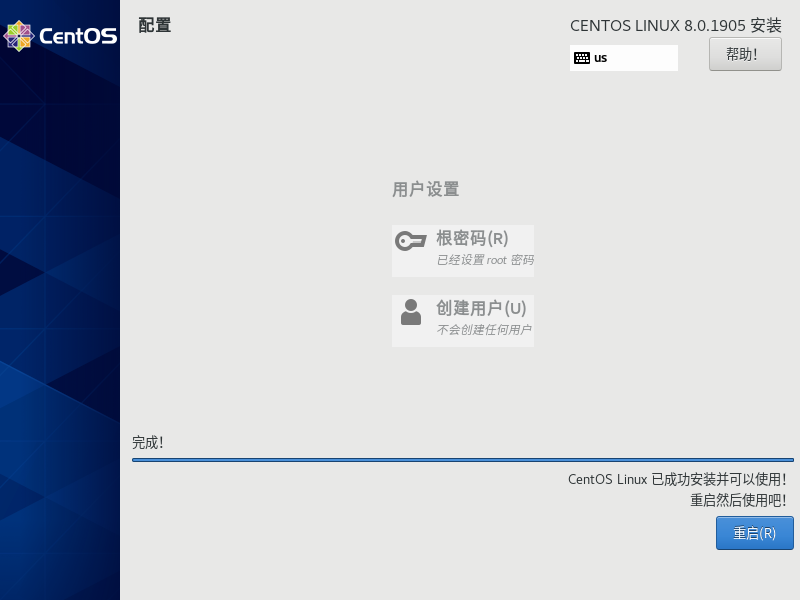 CentOS
配置
CENTOS LINUX 8.0.1905 安装
us
帮助!
用户设置
根密码(R)
已经设置 root 密码
创建用户(U)
不会创建任何用户
完成!
CentOS Linux 已成功安装并可以使用!
重启然后使用吧!
重启(R)